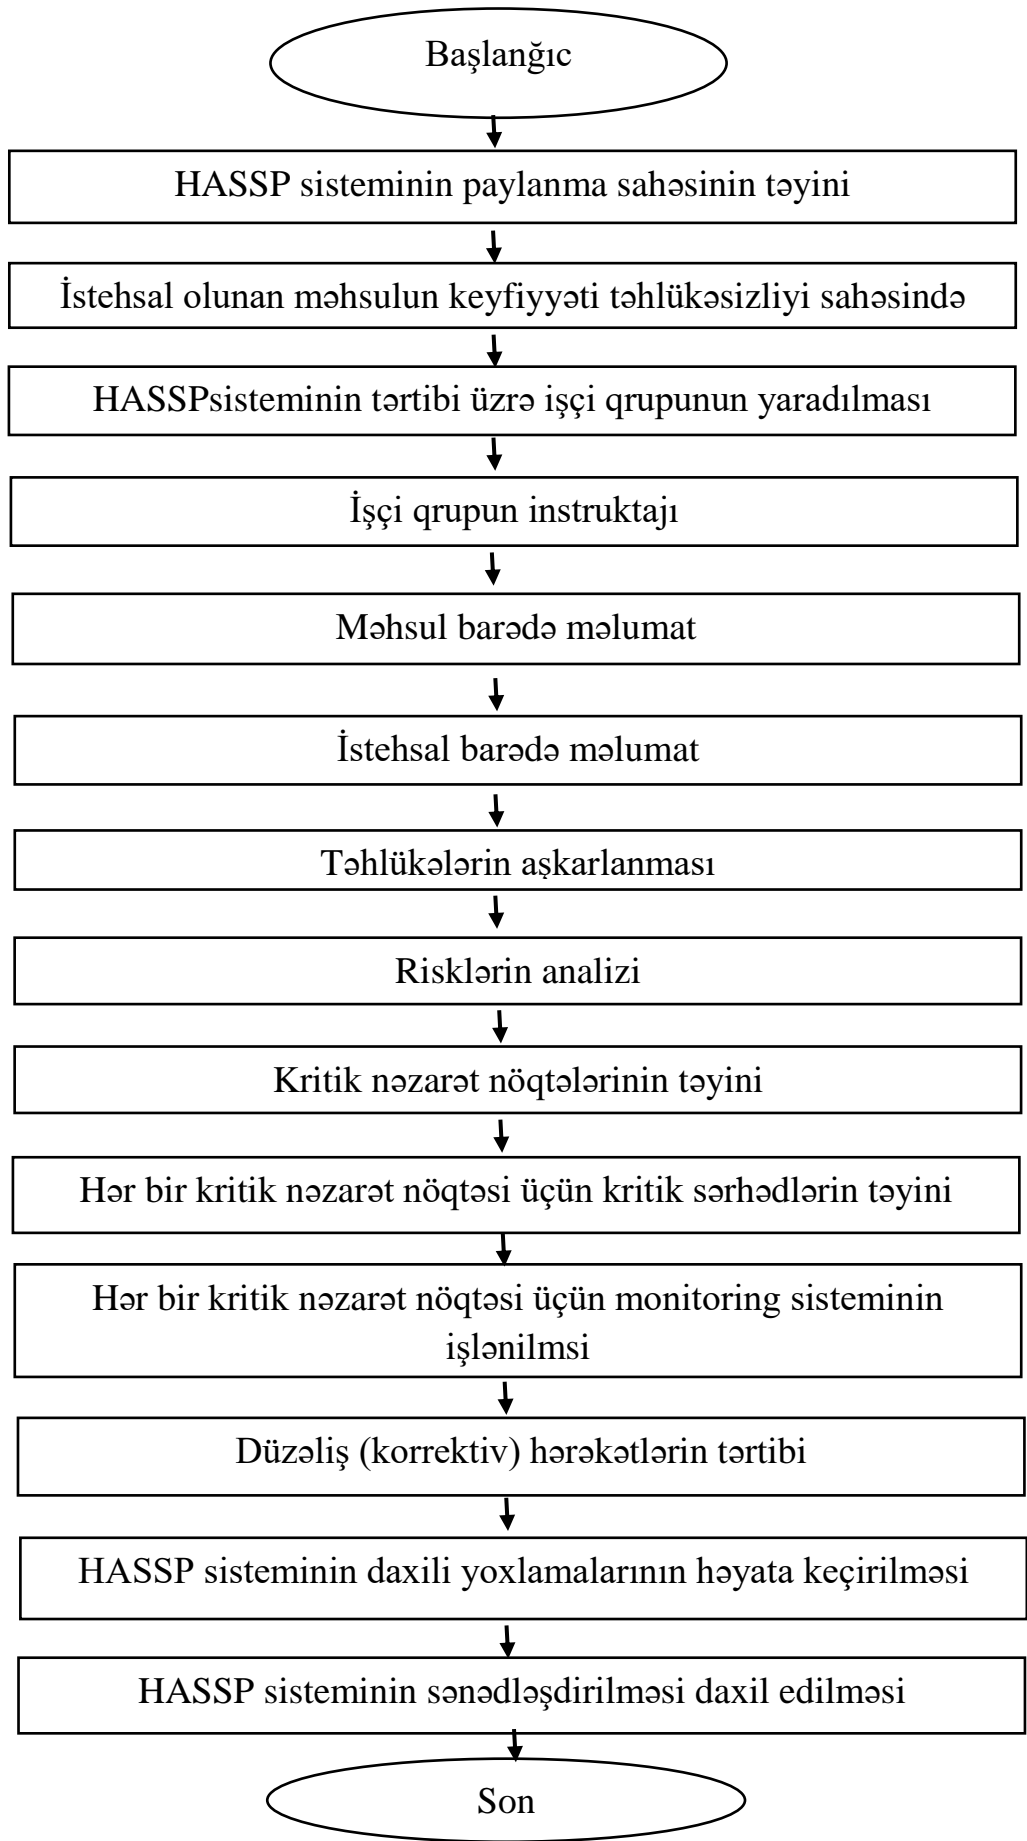 Başlanğıc
HASSP sisteminin paylanma sahəsinin təyini
İstehsal olunan məhsulun keyfiyyəti təhlükəsizliyi sahəsində
HASSPsisteminin tərtibi üzrə işçi qrupunun yaradılması
İşçi qrupun instruktajı
Məhsul barədə məlumat
İstehsal barədə məlumat
Təhlükələrin aşkarlanması
Risklərin analizi
Kritik nəzarət nöqtələrinin təyini
Hər bir kritik nəzarət nöqtəsi üçün kritik sərhədlərin təyini
Hər bir kritik nəzarət nöqtəsi üçün monitoring sisteminin
işlənilmsi
Düzəliş (korrektiv) hərəkətlərin tərtibi
HASSP sisteminin daxili yoxlamalarının həyata keçirilməsi
HASSP sisteminin sənədləşdirilməsi daxil edilməsi
Son